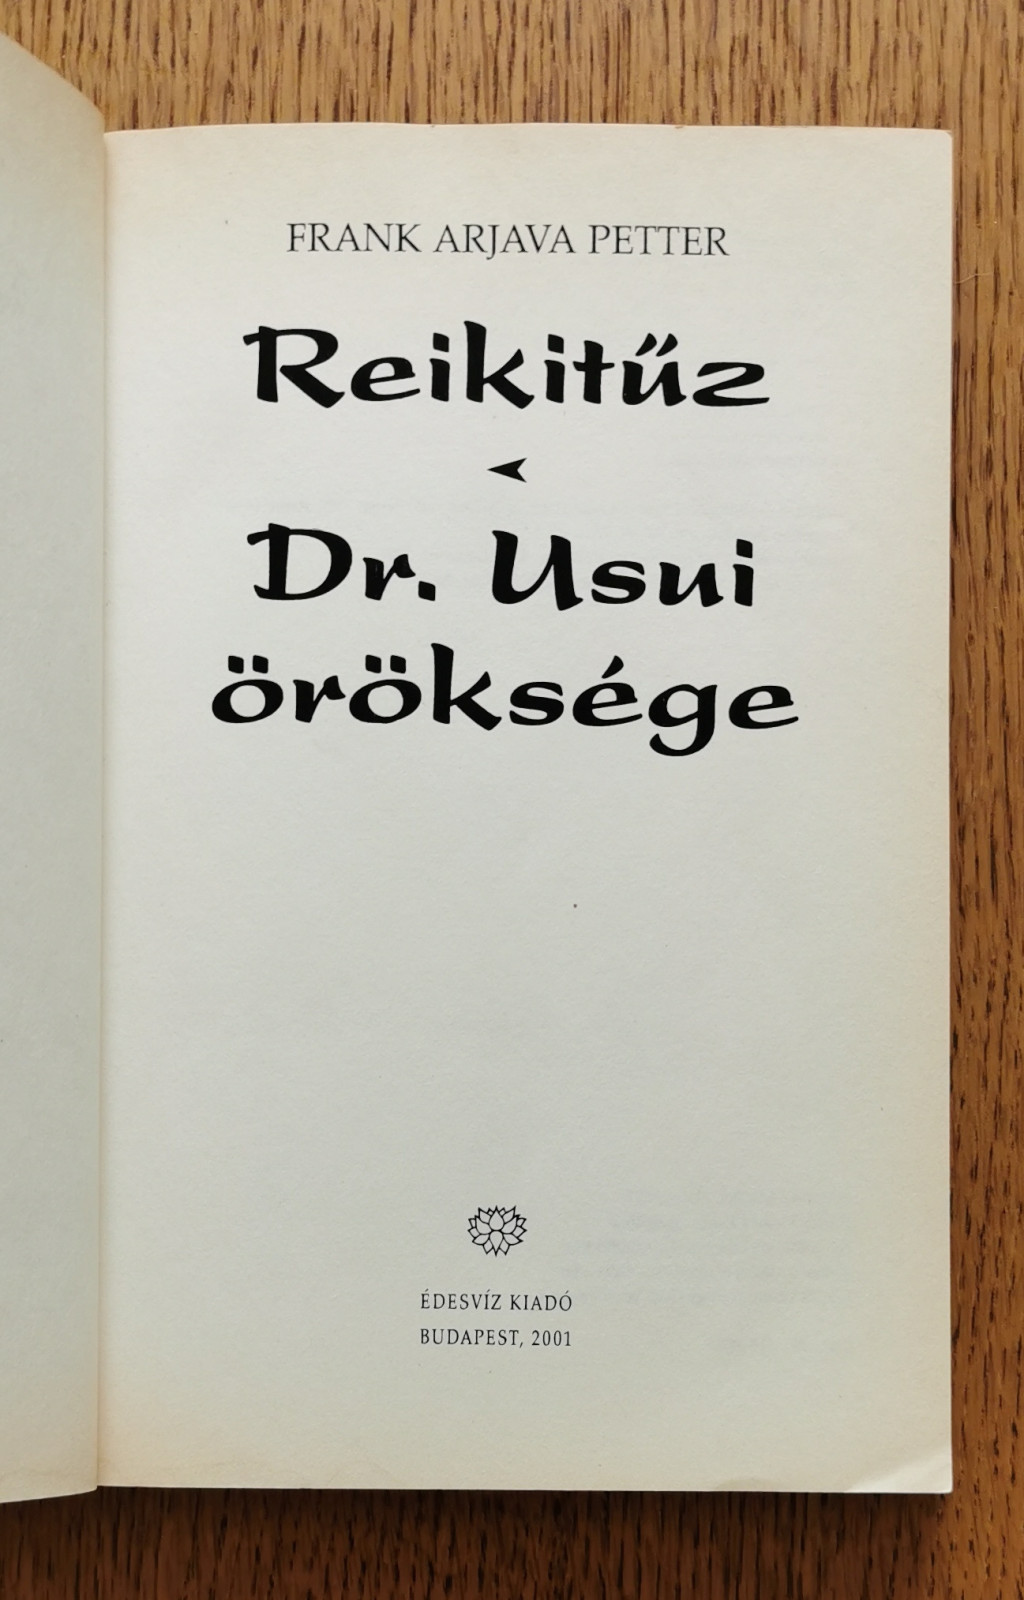 FRANK ARJAVA PETTER
Reikitűz
Dr. Usui
öröksége
ÉDESVÍZ KIADÓ
BUDAPEST, 2001